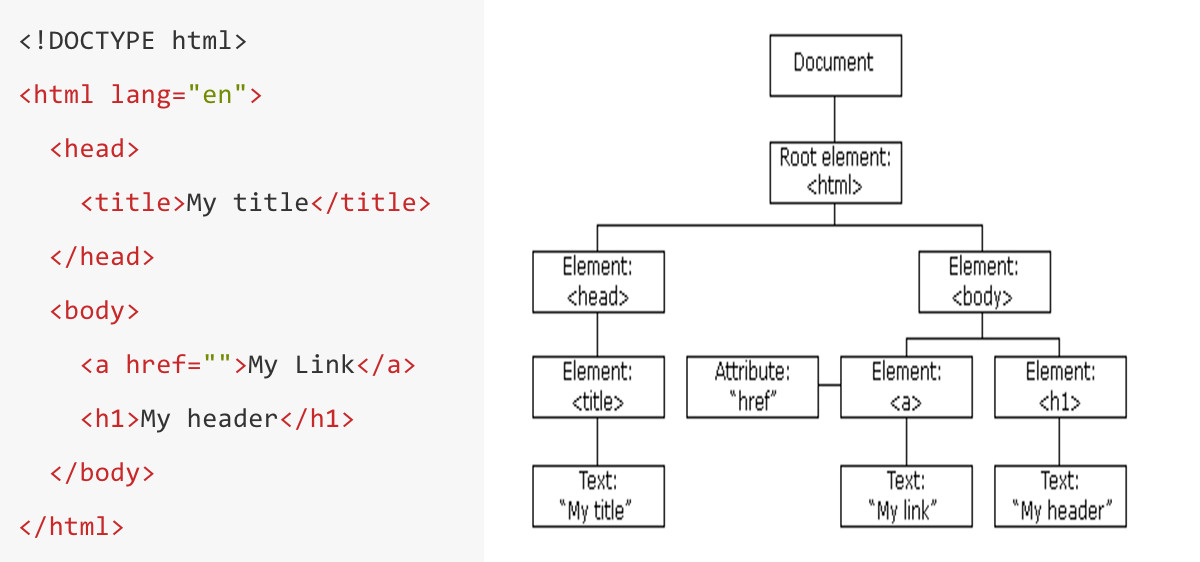 <!DOCTYPE html>
<html lang="en">
<head>
<title>My title</title>
</head>
<body>
<a href="">My Link</a>
<h1>My header</h1>
</body>
</html>
Document
Root element:
<html>
Element:
<head>
Element:
<body>
Element:
<title>
Attribute:
“href”
Element:
<a>
Element:
<h1>
Text:
“My title”
Text:
“My link”
Text:
“My header”